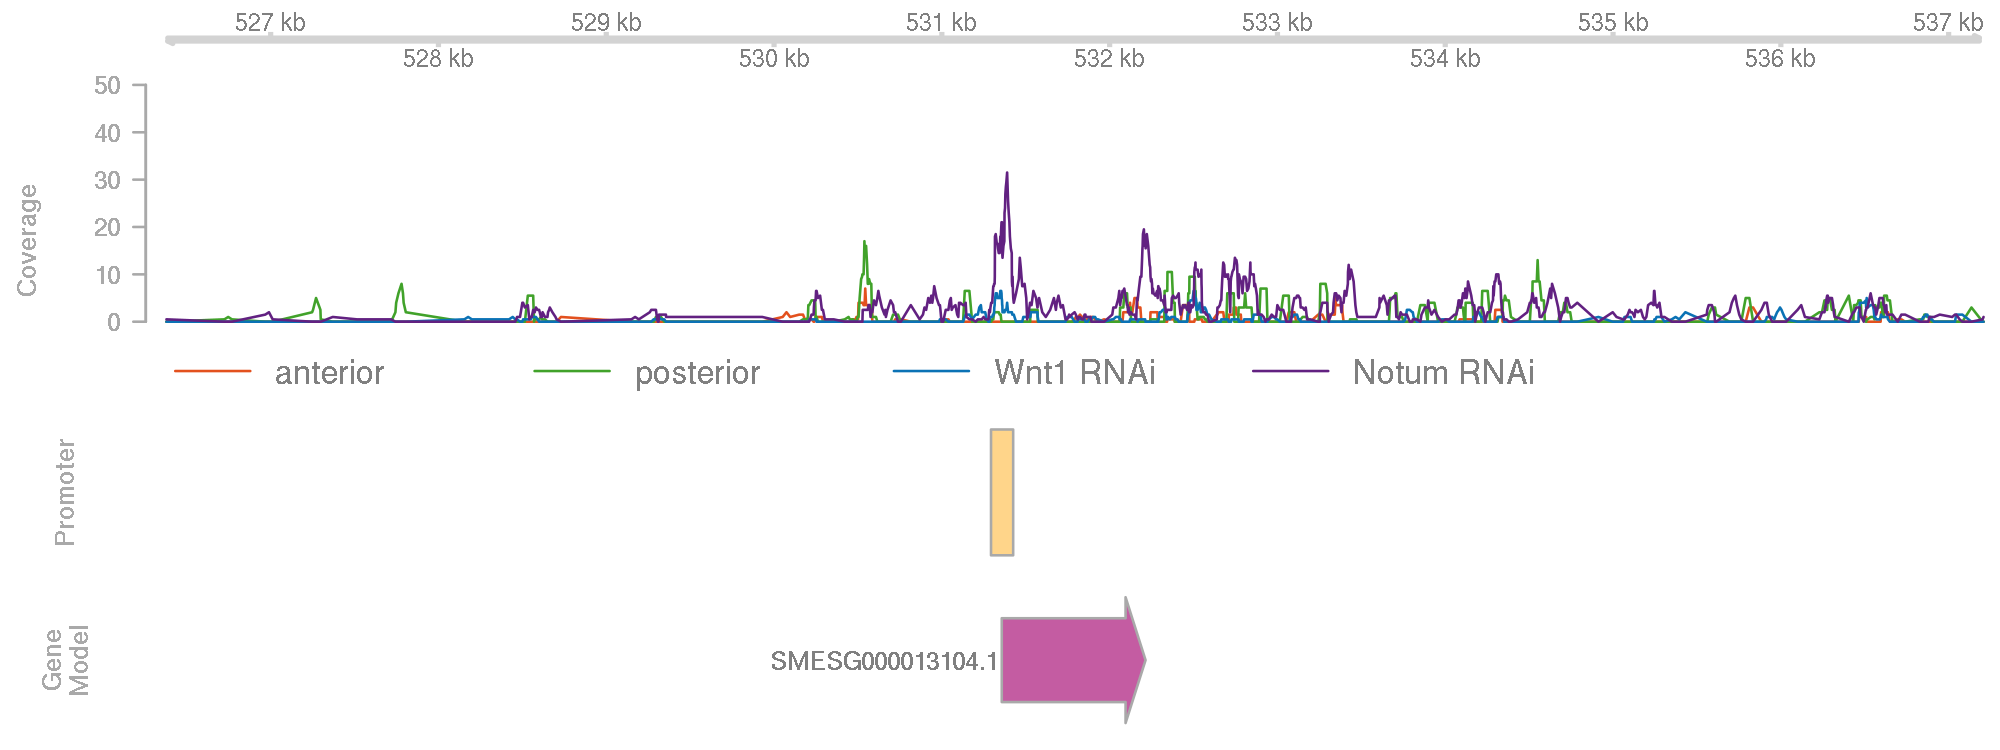 527 kb 529 kb 531 kb 533 kb 535 kb 537 kb
528 kb 530 kb 532 kb 534 kb 536 kb
50
40
30
20
10
0
Coverage
anterior posterior Wnt1 RNAi Notum RNAi
Promoter
Gene
Model
SMESG000013104.1